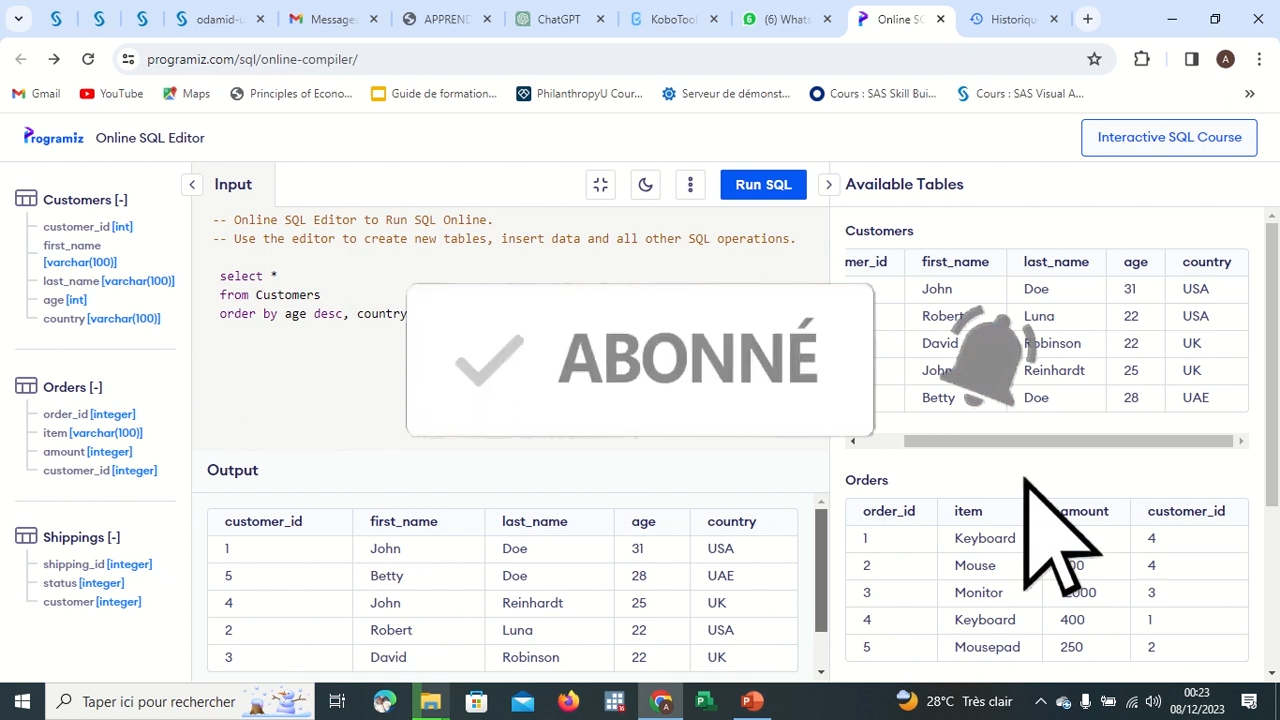 odamid-u
Messages
APPREND
ChatGPT
KoboTool
(6) Whats
Online SQ
Historique
programiz.com/sql/online-compiler/
A
Gmail
YouTube
Maps
Principles of Econo...
Guide de formation...
PhilanthropyU Cour...
Serveur de démonst...
Cours : SAS Skill Bui...
Cours : SAS Visual A...
Programiz
Online SQL Editor
Interactive SQL Course
Customers [-]
customer_id [int]
first_name
[varchar(100)]
last_name [varchar(100)]
age [int]
country [varchar(100)]
Orders [-]
order_id [integer]
item [varchar(100)]
amount [integer]
customer_id [integer]
Shippings [-]
shipping_id [integer]
status [integer]
customer [integer]
Input
Run SQL
-- Online SQL Editor to Run SQL Online.
-- Use the editor to create new tables, insert data and all other SQL operations.
select *
from Customers
order by age desc, country
ABONNÉ
Output
customer_id first_name last_name age country
1 John Doe 31 USA
5 Betty Doe 28 UAE
4 John Reinhardt 25 UK
2 Robert Luna 22 USA
3 David Robinson 22 UK
Available Tables
Customers
mer_id first_name last_name age country
John Doe 31 USA
Robert Luna 22 USA
David Robinson 22 UK
John Reinhardt 25 UK
Betty Doe 28 UAE
Orders
order_id item amount customer_id
1 Keyboard 4
2 Mouse 4
3 Monitor 3
4 Keyboard 400 1
5 Mousepad 250 2
Taper ici pour rechercher
28°C Très clair
00:23
08/12/2023